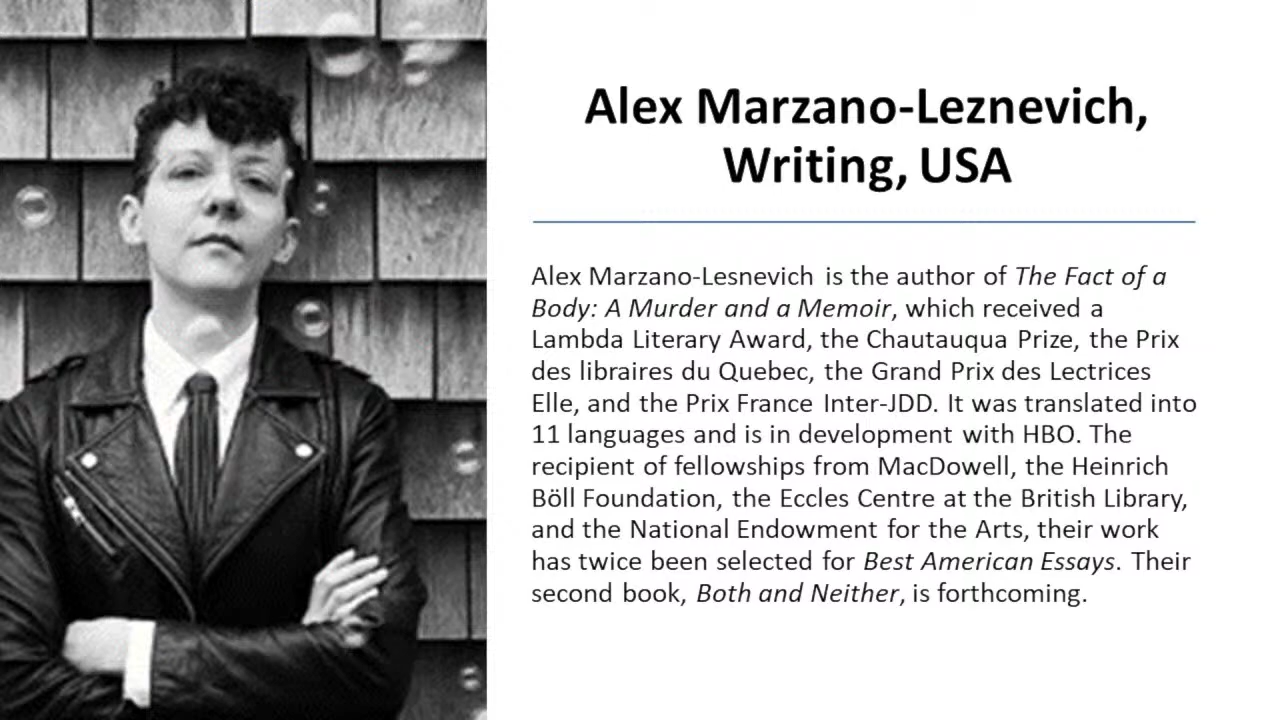 Alex Marzano-Leznevich,
Writing, USA
Alex Marzano-Lesnevich is the author of The Fact of a
Body: A Murder and a Memoir, which received a
Lambda Literary Award, the Chautauqua Prize, the Prix
des libraires du Quebec, the Grand Prix des Lectrices
Elle, and the Prix France Inter-JDD. It was translated into
11 languages and is in development with HBO. The
recipient of fellowships from MacDowell, the Heinrich
Böll Foundation, the Eccles Centre at the British Library,
and the National Endowment for the Arts, their work
has twice been selected for Best American Essays. Their
second book, Both and Neither, is forthcoming.